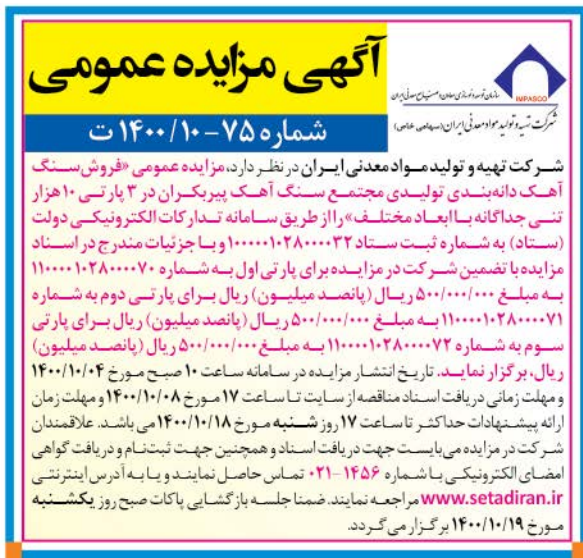 آگهی مزایده عمومی
IMPASCO
سازمان توسعه و نوسازی معادن و صنایع معدنی ایران
شرکت تهیه و تولید مواد معدنی ایران (سهامی خاص)
شماره ۷۵-۱۴۰۰/۱۰ ت
شرکت تهیه و تولید مواد معدنی ایران در نظر دارد، مزایده عمومی «فروش سنگ
آهک دانه‌بندی تولیدی مجتمع سنگ آهک پیربکران در ۳ پارتی ۱۰ هزار
تنی جداگانه با ابعاد مختلف» را از طریق سامانه تدارکات الکترونیکی دولت
(ستاد) به شماره ثبت ستاد ۱۰۰۰۰۰۱۰۲۸۰۰۰۰۳۲ و با جزئیات مندرج در اسناد
مزایده با تضمین شرکت در مزایده برای پارتی اول به شماره ۱۱۰۰۰۰۱۰۲۸۰۰۰۰۷۰
به مبلغ ۵۰۰/۰۰۰/۰۰۰ ریال (پانصد میلیون) ریال برای پارتی دوم به شماره
۱۱۰۰۰۰۱۰۲۸۰۰۰۰۷۱ به مبلغ ۵۰۰/۰۰۰/۰۰۰ ریال (پانصد میلیون) ریال برای پارتی
سوم به شماره ۱۱۰۰۰۰۱۰۲۸۰۰۰۰۷۲ به مبلغ ۵۰۰/۰۰۰/۰۰۰ ریال (پانصد میلیون)
ریال، برگزار نماید. تاریخ انتشار مزایده در سامانه ساعت ۱۰ صبح مورخ ۱۴۰۰/۱۰/۰۴
و مهلت زمانی دریافت اسناد مناقصه از سایت تا ساعت ۱۷ مورخ ۱۴۰۰/۱۰/۰۸ و مهلت زمان
ارائه پیشنهادات حداکثر تا ساعت ۱۷ روز شنبه مورخ ۱۴۰۰/۱۰/۱۸ می باشد. علاقمندان
شرکت در مزایده می‌بایست جهت دریافت اسناد و همچنین جهت ثبت‌نام و دریافت گواهی
امضای الکترونیکی با شماره ۱۴۵۶-۰۲۱ تماس حاصل نمایند و یا به آدرس اینترنتی
www.setadiran.ir مراجعه نمایند. ضمنا جلسه بازگشایی پاکات صبح روز یکشنبه
مورخ ۱۴۰۰/۱۰/۱۹ برگزار می گردد.